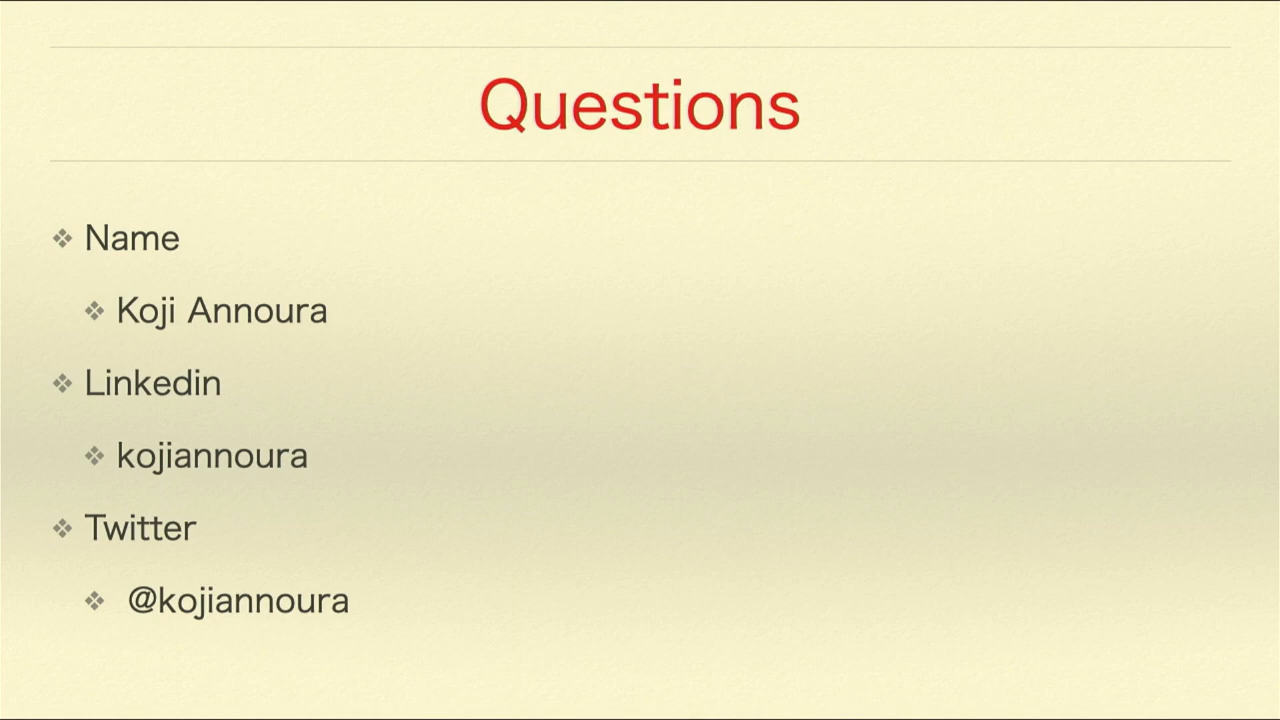 Questions
❖ Name
❖ Koji Annoura
❖ Linkedin
❖ kojiannoura
❖ Twitter
❖ @kojiannoura